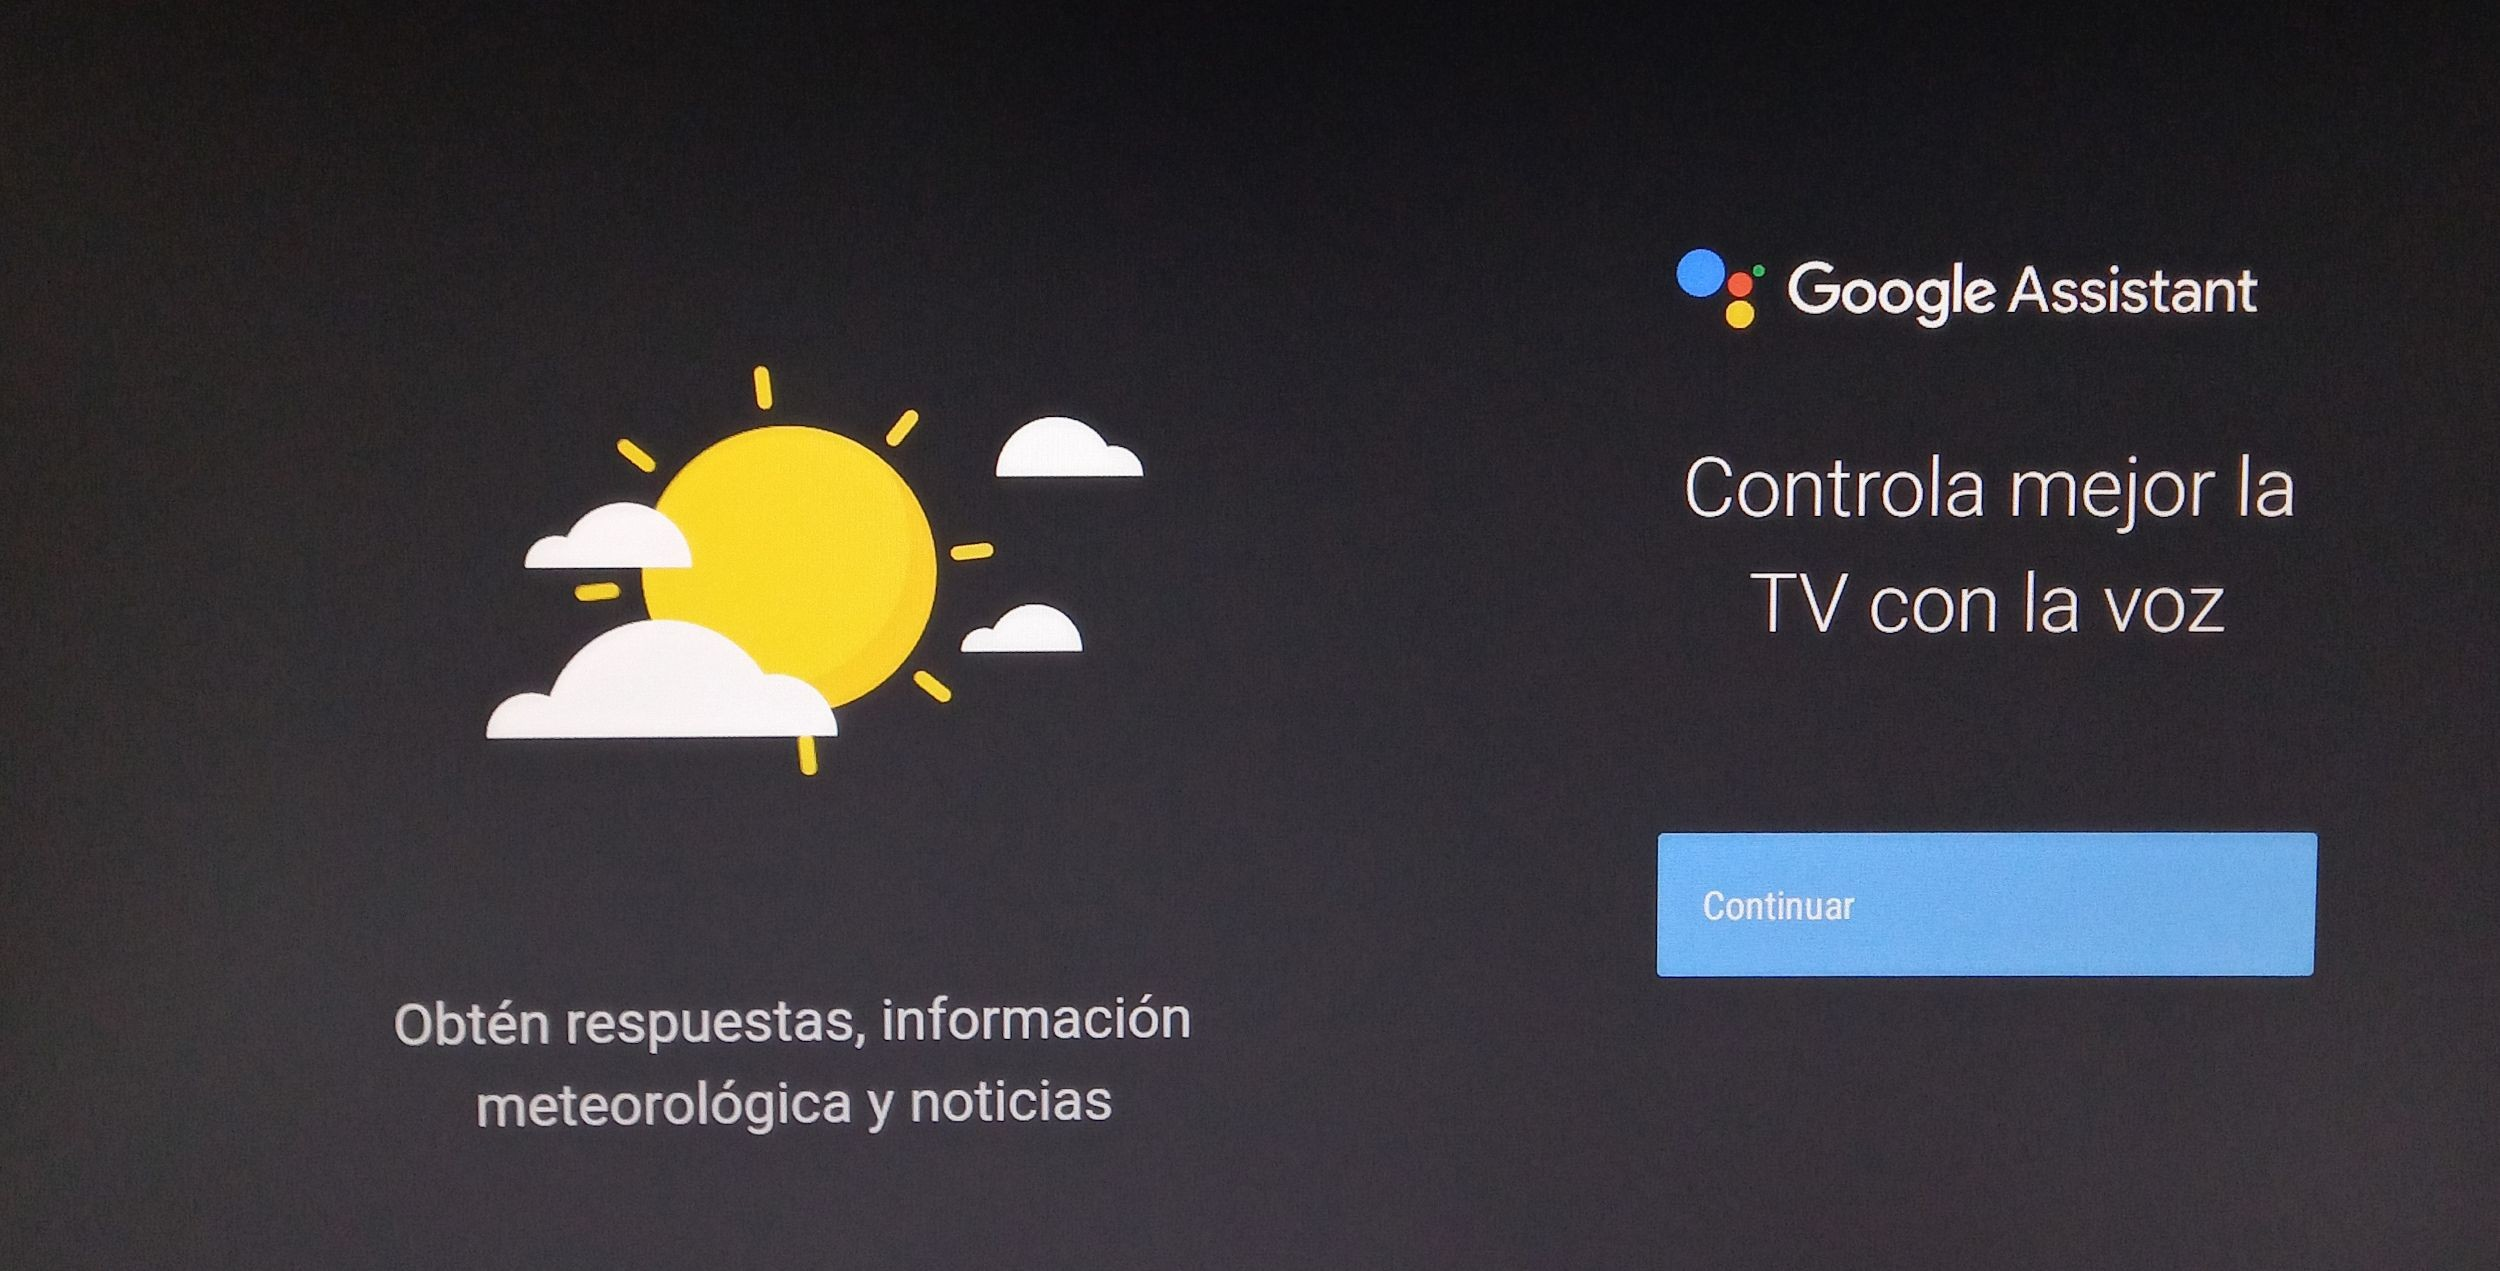 Google Assistant
Controla mejor la
TV con la voz
Continuar
Obtén respuestas, información
meteorológica y noticias